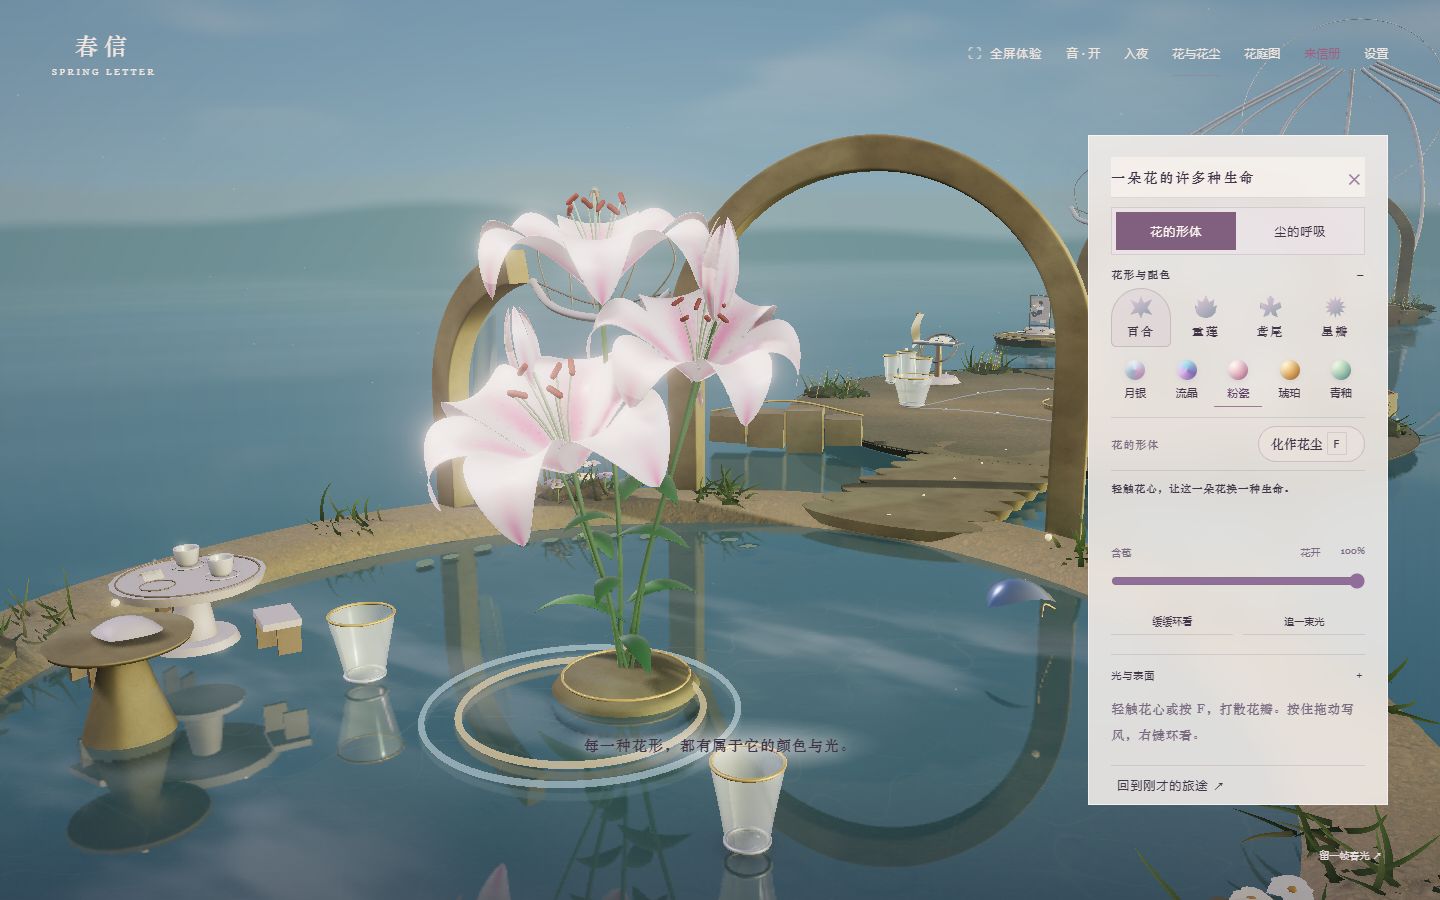 春信
SPRING LETTER
全屏体验 音·开 入夜 花与花尘 花庭图 来信册 设置
一朵花的许多种生命
花的形体 尘的呼吸
花形与配色
百合 重莲 鸢尾 星瓣
月银 流晶 粉瓷 琥珀 青釉
花的形体 化作花尘 F
轻触花心，让这一朵花换一种生命。
含苞 花开 100%
缓缓环看 追一束光
光与表面 +
轻触花心或按 F，打散花瓣。按住拖动写
风，右键环看。
每一种花形，都有属于它的颜色与光。
回到刚才的旅途 ↗
留一帧春光 ↗